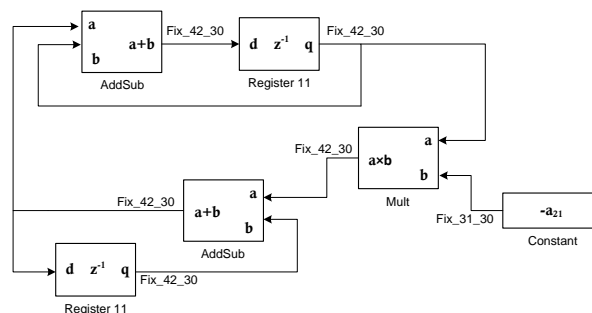 a
b
a+b
AddSub
Fix_42_30
d z⁻¹ q
Register 11
Fix_42_30
a
a×b
b
Mult
Fix_42_30
Fix_31_30
-a₂₁
Constant
Fix_42_30
a
a+b
b
AddSub
d z⁻¹ q
Register 11
Fix_42_30